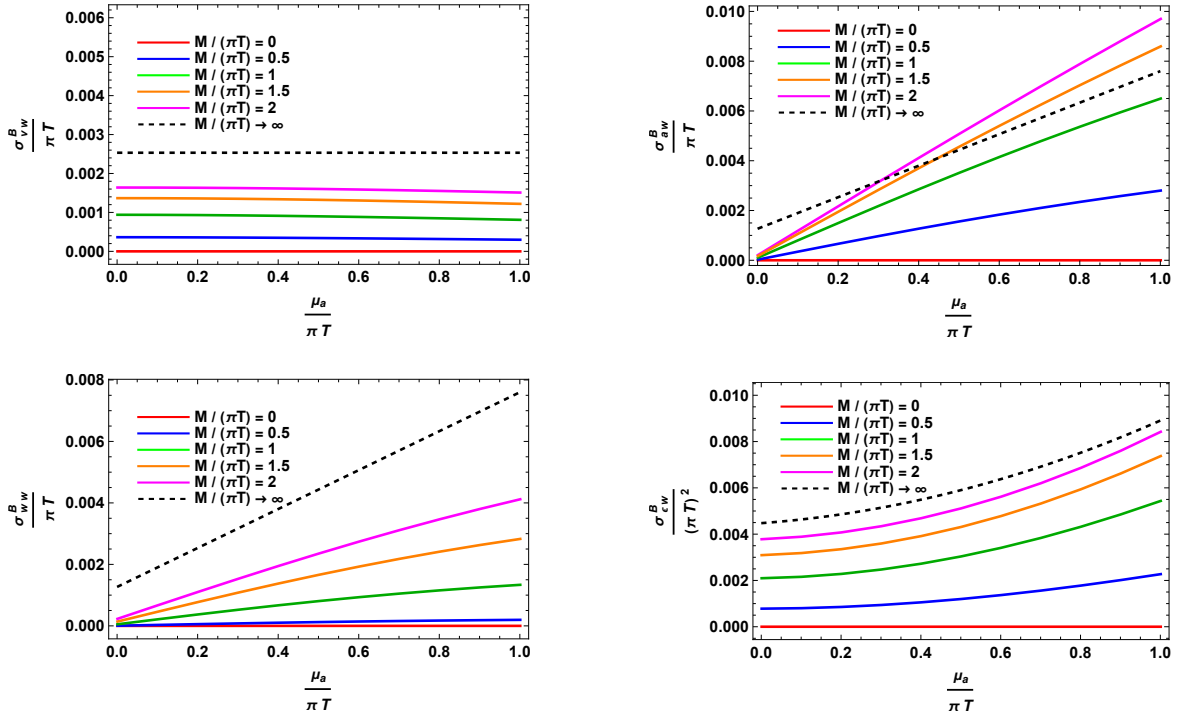 σ^B_vw / π T
0.006
0.005
0.004
0.003
0.002
0.001
0.000
M / (πT) = 0
M / (πT) = 0.5
M / (πT) = 1
M / (πT) = 1.5
M / (πT) = 2
M / (πT) → ∞
0.0 0.2 0.4 0.6 0.8 1.0
μ_a / π T
σ^B_aw / π T
0.010
0.008
0.006
0.004
0.002
0.000
M / (πT) = 0
M / (πT) = 0.5
M / (πT) = 1
M / (πT) = 1.5
M / (πT) = 2
M / (πT) → ∞
0.0 0.2 0.4 0.6 0.8 1.0
μ_a / π T
σ^B_ww / π T
0.008
0.006
0.004
0.002
0.000
M / (πT) = 0
M / (πT) = 0.5
M / (πT) = 1
M / (πT) = 1.5
M / (πT) = 2
M / (πT) → ∞
0.0 0.2 0.4 0.6 0.8 1.0
μ_a / π T
σ^B_εw / (π T)^2
0.010
0.008
0.006
0.004
0.002
0.000
M / (πT) = 0
M / (πT) = 0.5
M / (πT) = 1
M / (πT) = 1.5
M / (πT) = 2
M / (πT) → ∞
0.0 0.2 0.4 0.6 0.8 1.0
μ_a / π T